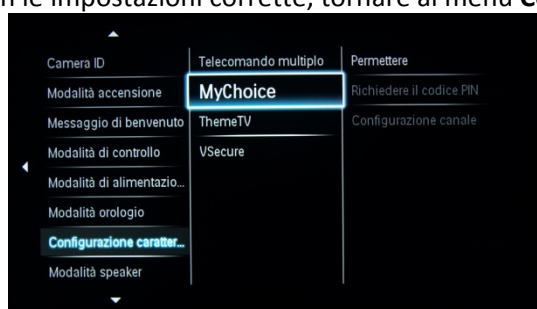 n le impostazioni corrette, tornare al menu C
Camera ID
Modalità accensione
Messaggio di benvenuto
Modalità di controllo
Modalità di alimentazio...
Modalità orologio
Configurazione caratter...
Modalità speaker
Telecomando multiplo
MyChoice
ThemeTV
VSecure
Permettere
Richiedere il codice PIN
Configurazione canale